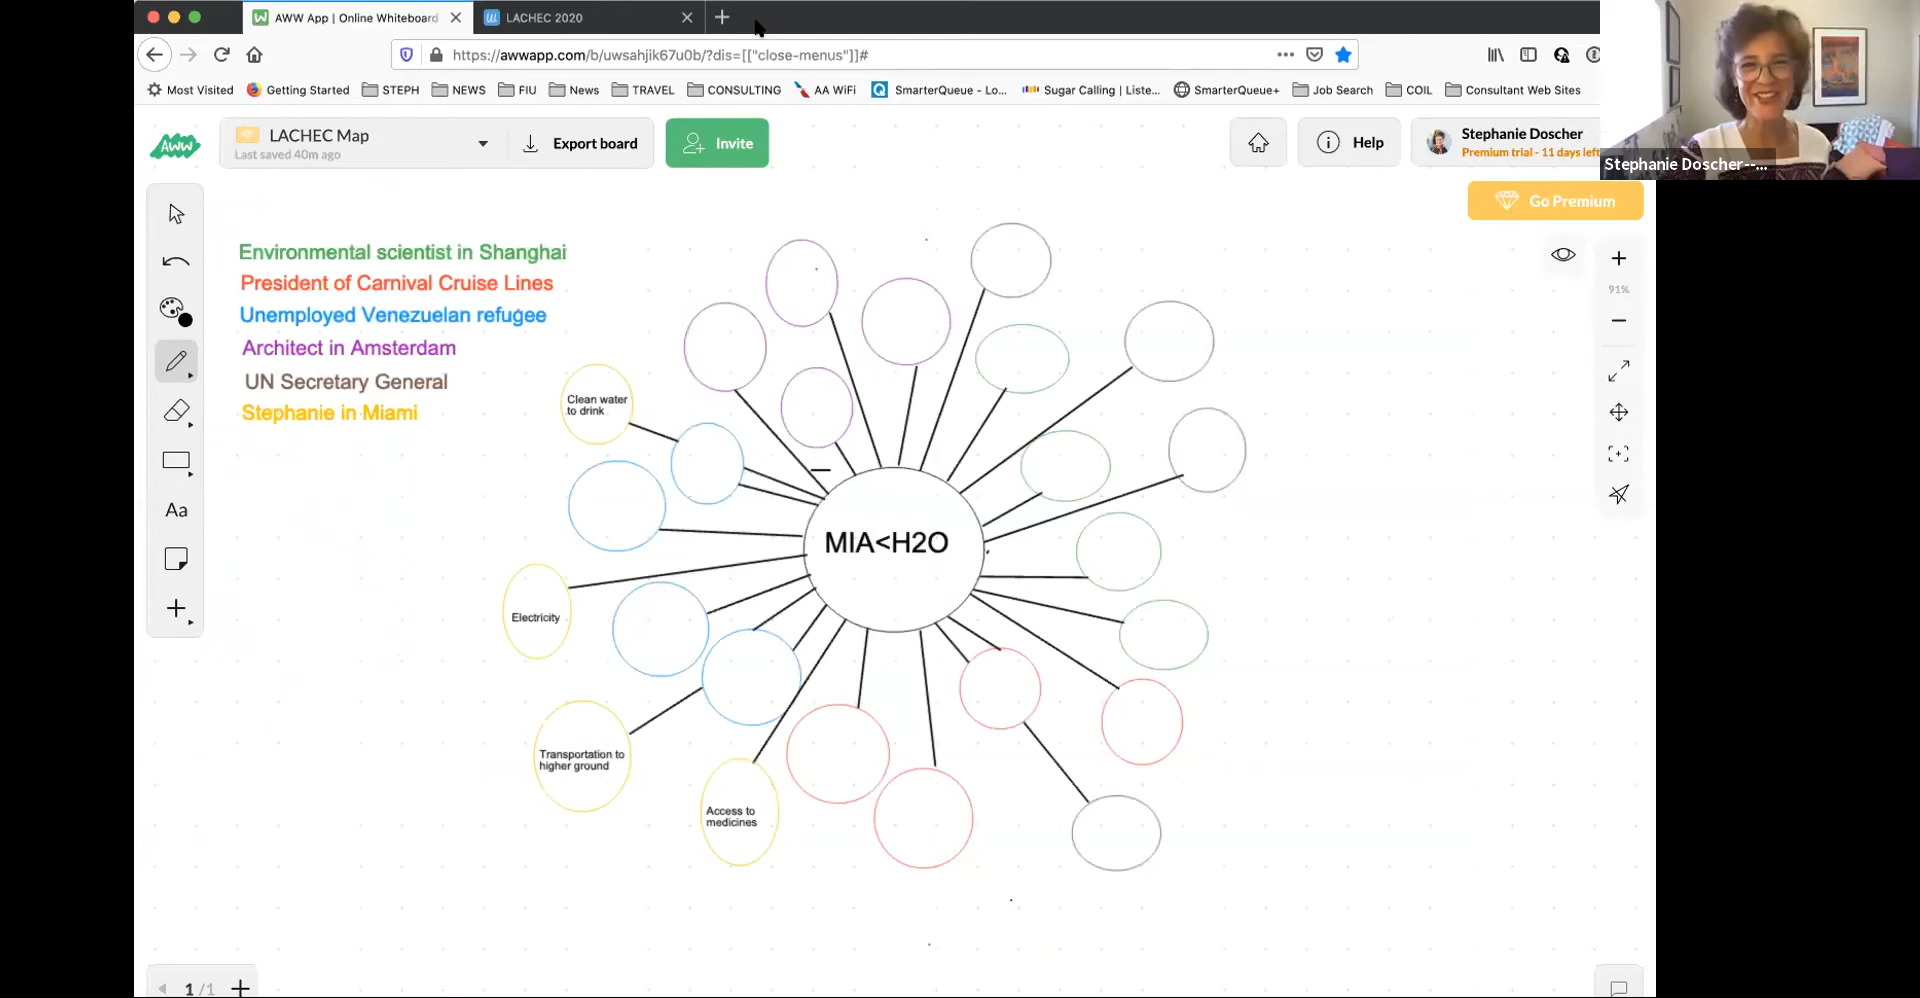 AWW App | Online Whiteboard
LACHEC 2020
https://awwapp.com/b/uwsahjik67u0b/?dis=[["close-menus"]]#
Most Visited
Getting Started
STEPH
NEWS
FIU
News
TRAVEL
CONSULTING
AA WiFi
SmarterQueue - Lo...
Sugar Calling | Liste...
SmarterQueue+
Job Search
COIL
Consultant Web Sites
AWW
LACHEC Map
Last saved 40m ago
Export board
Invite
Help
Stephanie Doscher
Premium trial - 11 days left
Stephanie Doscher--...
Go Premium
91%
Environmental scientist in Shanghai
President of Carnival Cruise Lines
Unemployed Venezuelan refugee
Architect in Amsterdam
UN Secretary General
Stephanie in Miami
Aa
Clean water
to drink
MIA<H2O
Electricity
Transportation to
higher ground
Access to
medicines
1/1